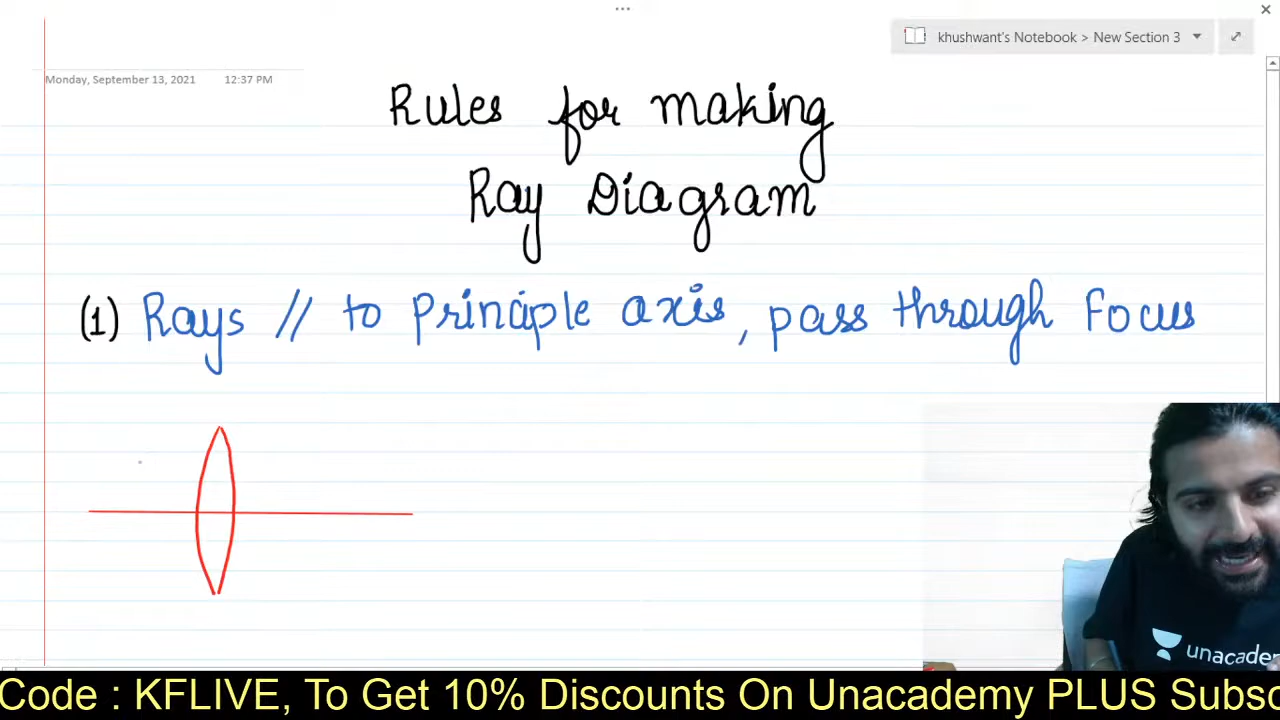 khushwant's Notebook > New Section 3
Monday, September 13, 2021 12:37 PM
Rules for making
Ray Diagram
(1) Rays // to Principle axis, pass through Focus
unacade
Code : KFLIVE, To Get 10% Discounts On Unacademy PLUS Subsc